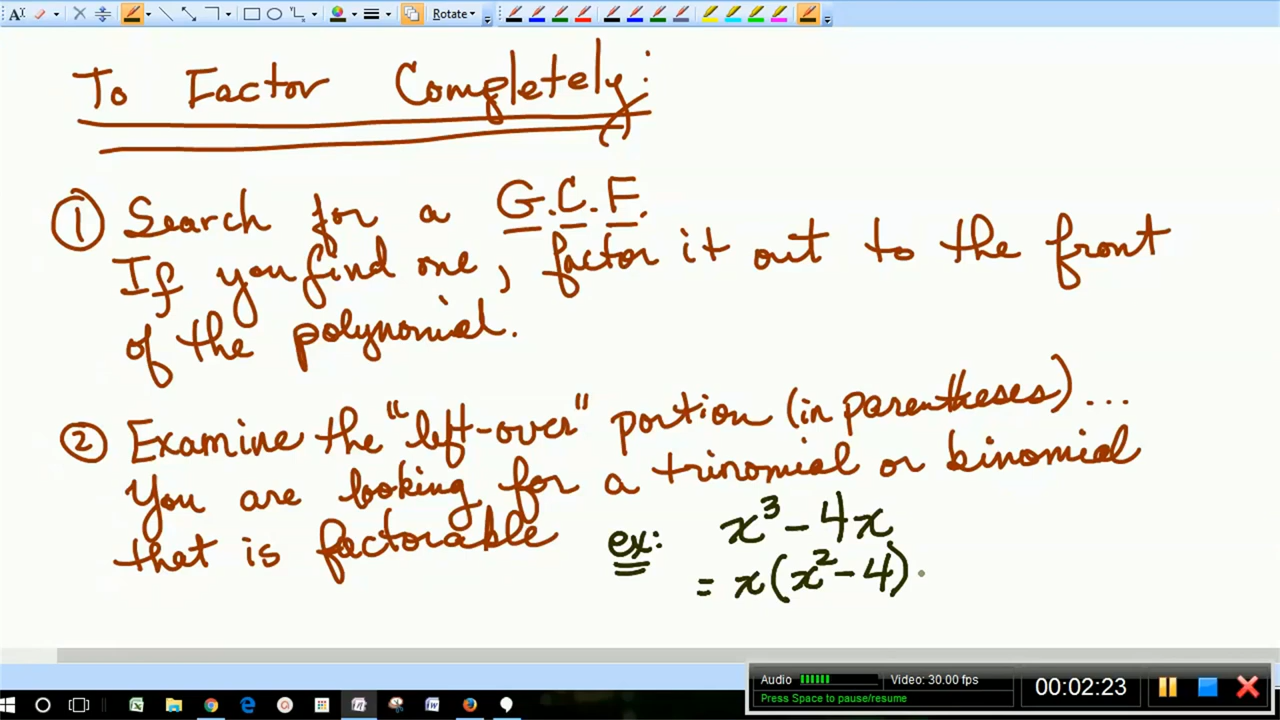 Rotate
To Factor Completely:
① Search for a G.C.F.
If you find one, factor it out to the front
of the polynomial.
② Examine the "left-over" portion (in parentheses)...
You are looking for a trinomial or binomial
that is factorable
ex: x³ - 4x
= x(x² - 4)
Audio Video: 30.00 fps
Press Space to pause/resume
00:02:23